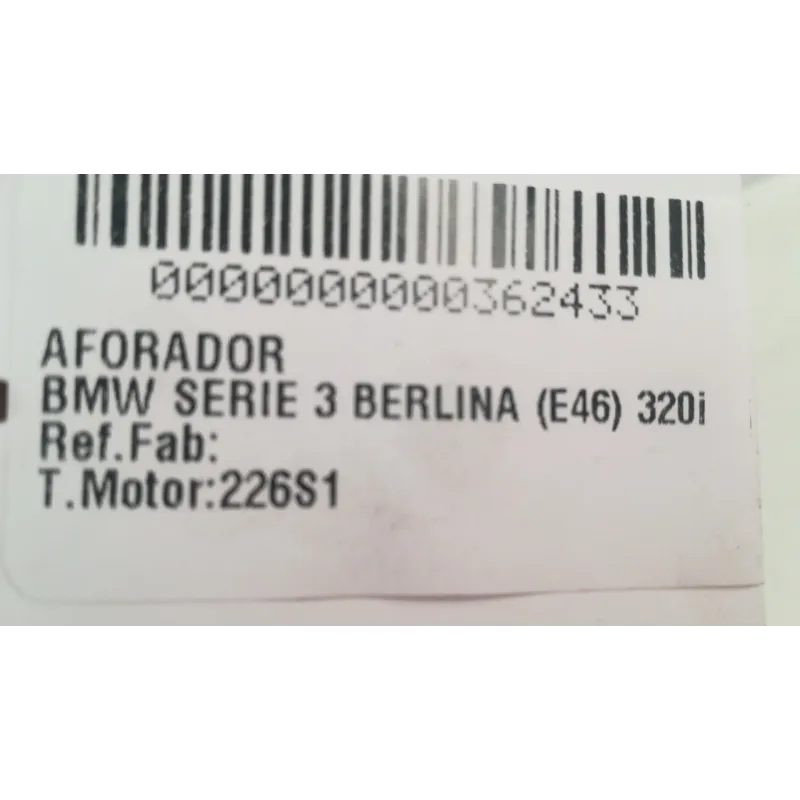 0000000000362433
AFORADOR
BMW SERIE 3 BERLINA (E46) 320i
Ref.Fab:
T.Motor:226S1